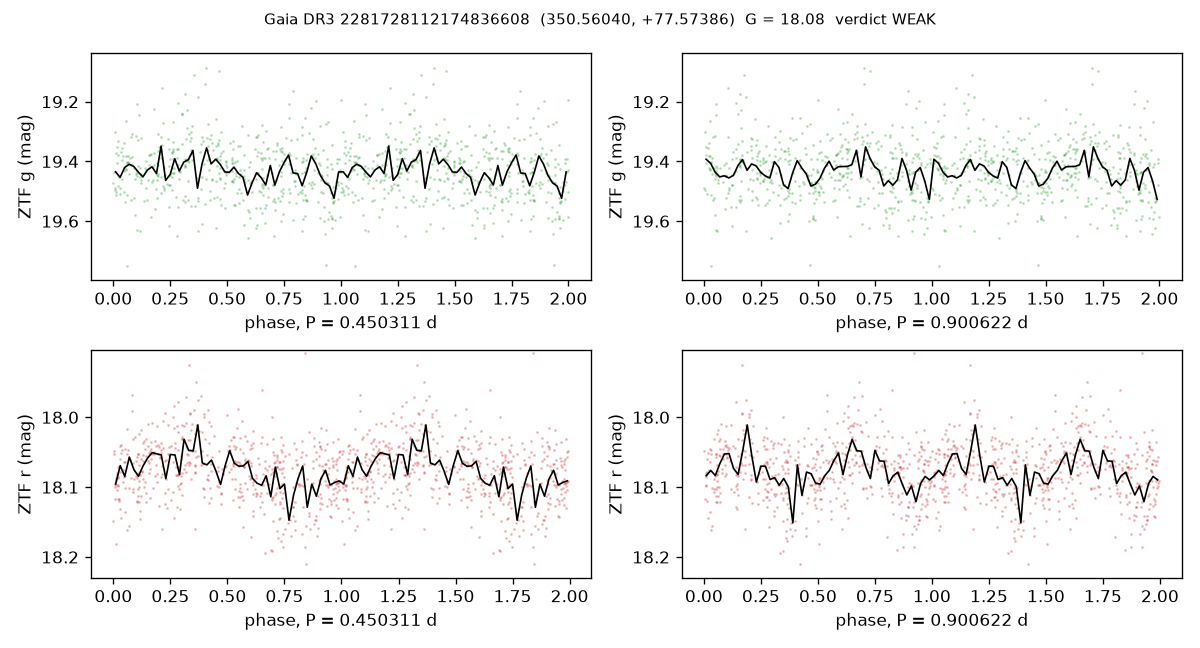 Gaia DR3 2281728112174836608 (350.56040, +77.57386) G = 18.08 verdict WEAK
ZTF g (mag)
19.2
19.4
19.6
0.00 0.25 0.50 0.75 1.00 1.25 1.50 1.75 2.00
phase, P = 0.450311 d
ZTF g (mag)
19.2
19.4
19.6
0.00 0.25 0.50 0.75 1.00 1.25 1.50 1.75 2.00
phase, P = 0.900622 d
ZTF r (mag)
18.0
18.1
18.2
0.00 0.25 0.50 0.75 1.00 1.25 1.50 1.75 2.00
phase, P = 0.450311 d
ZTF r (mag)
18.0
18.1
18.2
0.00 0.25 0.50 0.75 1.00 1.25 1.50 1.75 2.00
phase, P = 0.900622 d